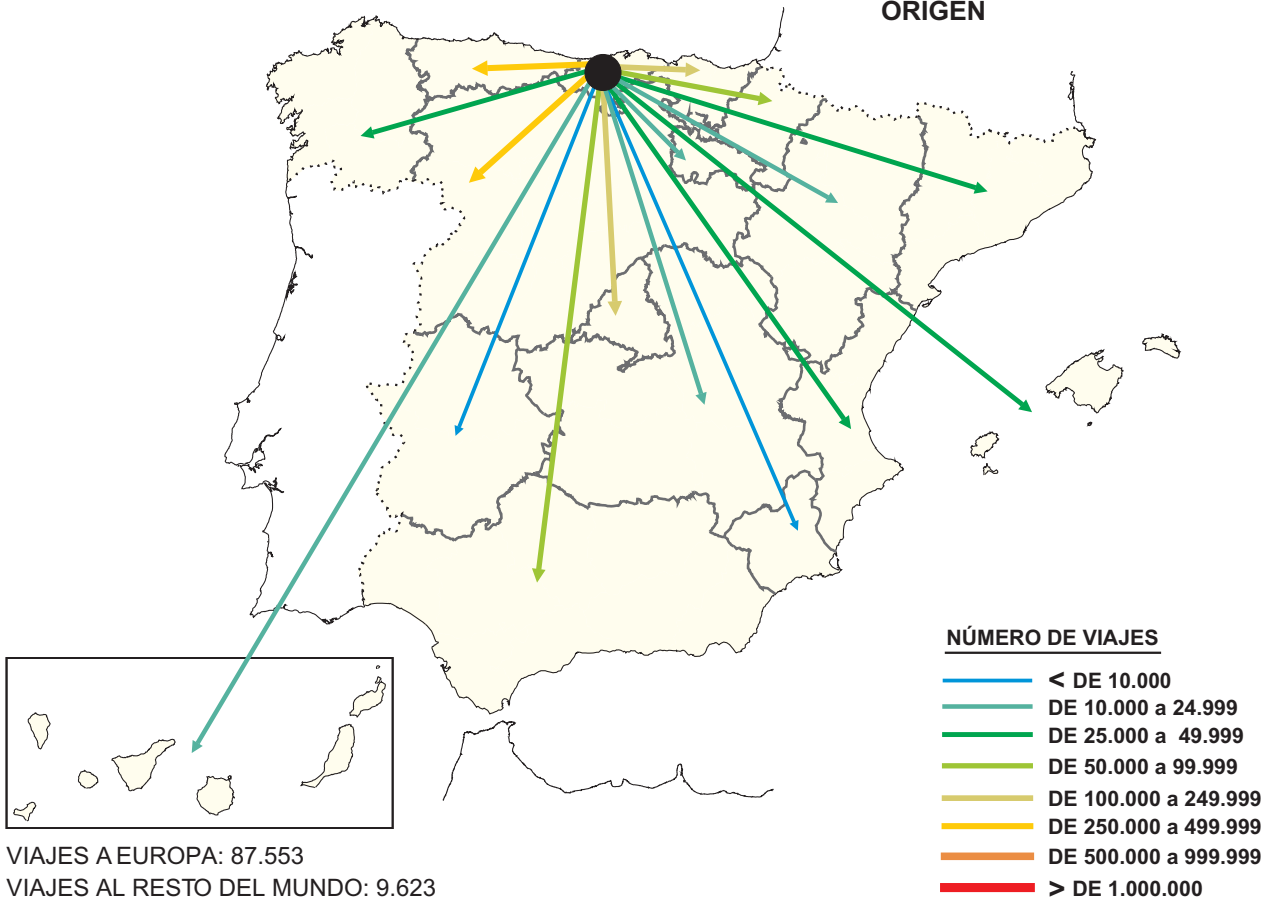 ORIGEN
NÚMERO DE VIAJES
< DE 10.000
DE 10.000 a 24.999
DE 25.000 a 49.999
DE 50.000 a 99.999
DE 100.000 a 249.999
DE 250.000 a 499.999
DE 500.000 a 999.999
> DE 1.000.000
VIAJES A EUROPA: 87.553
VIAJES AL RESTO DEL MUNDO: 9.623